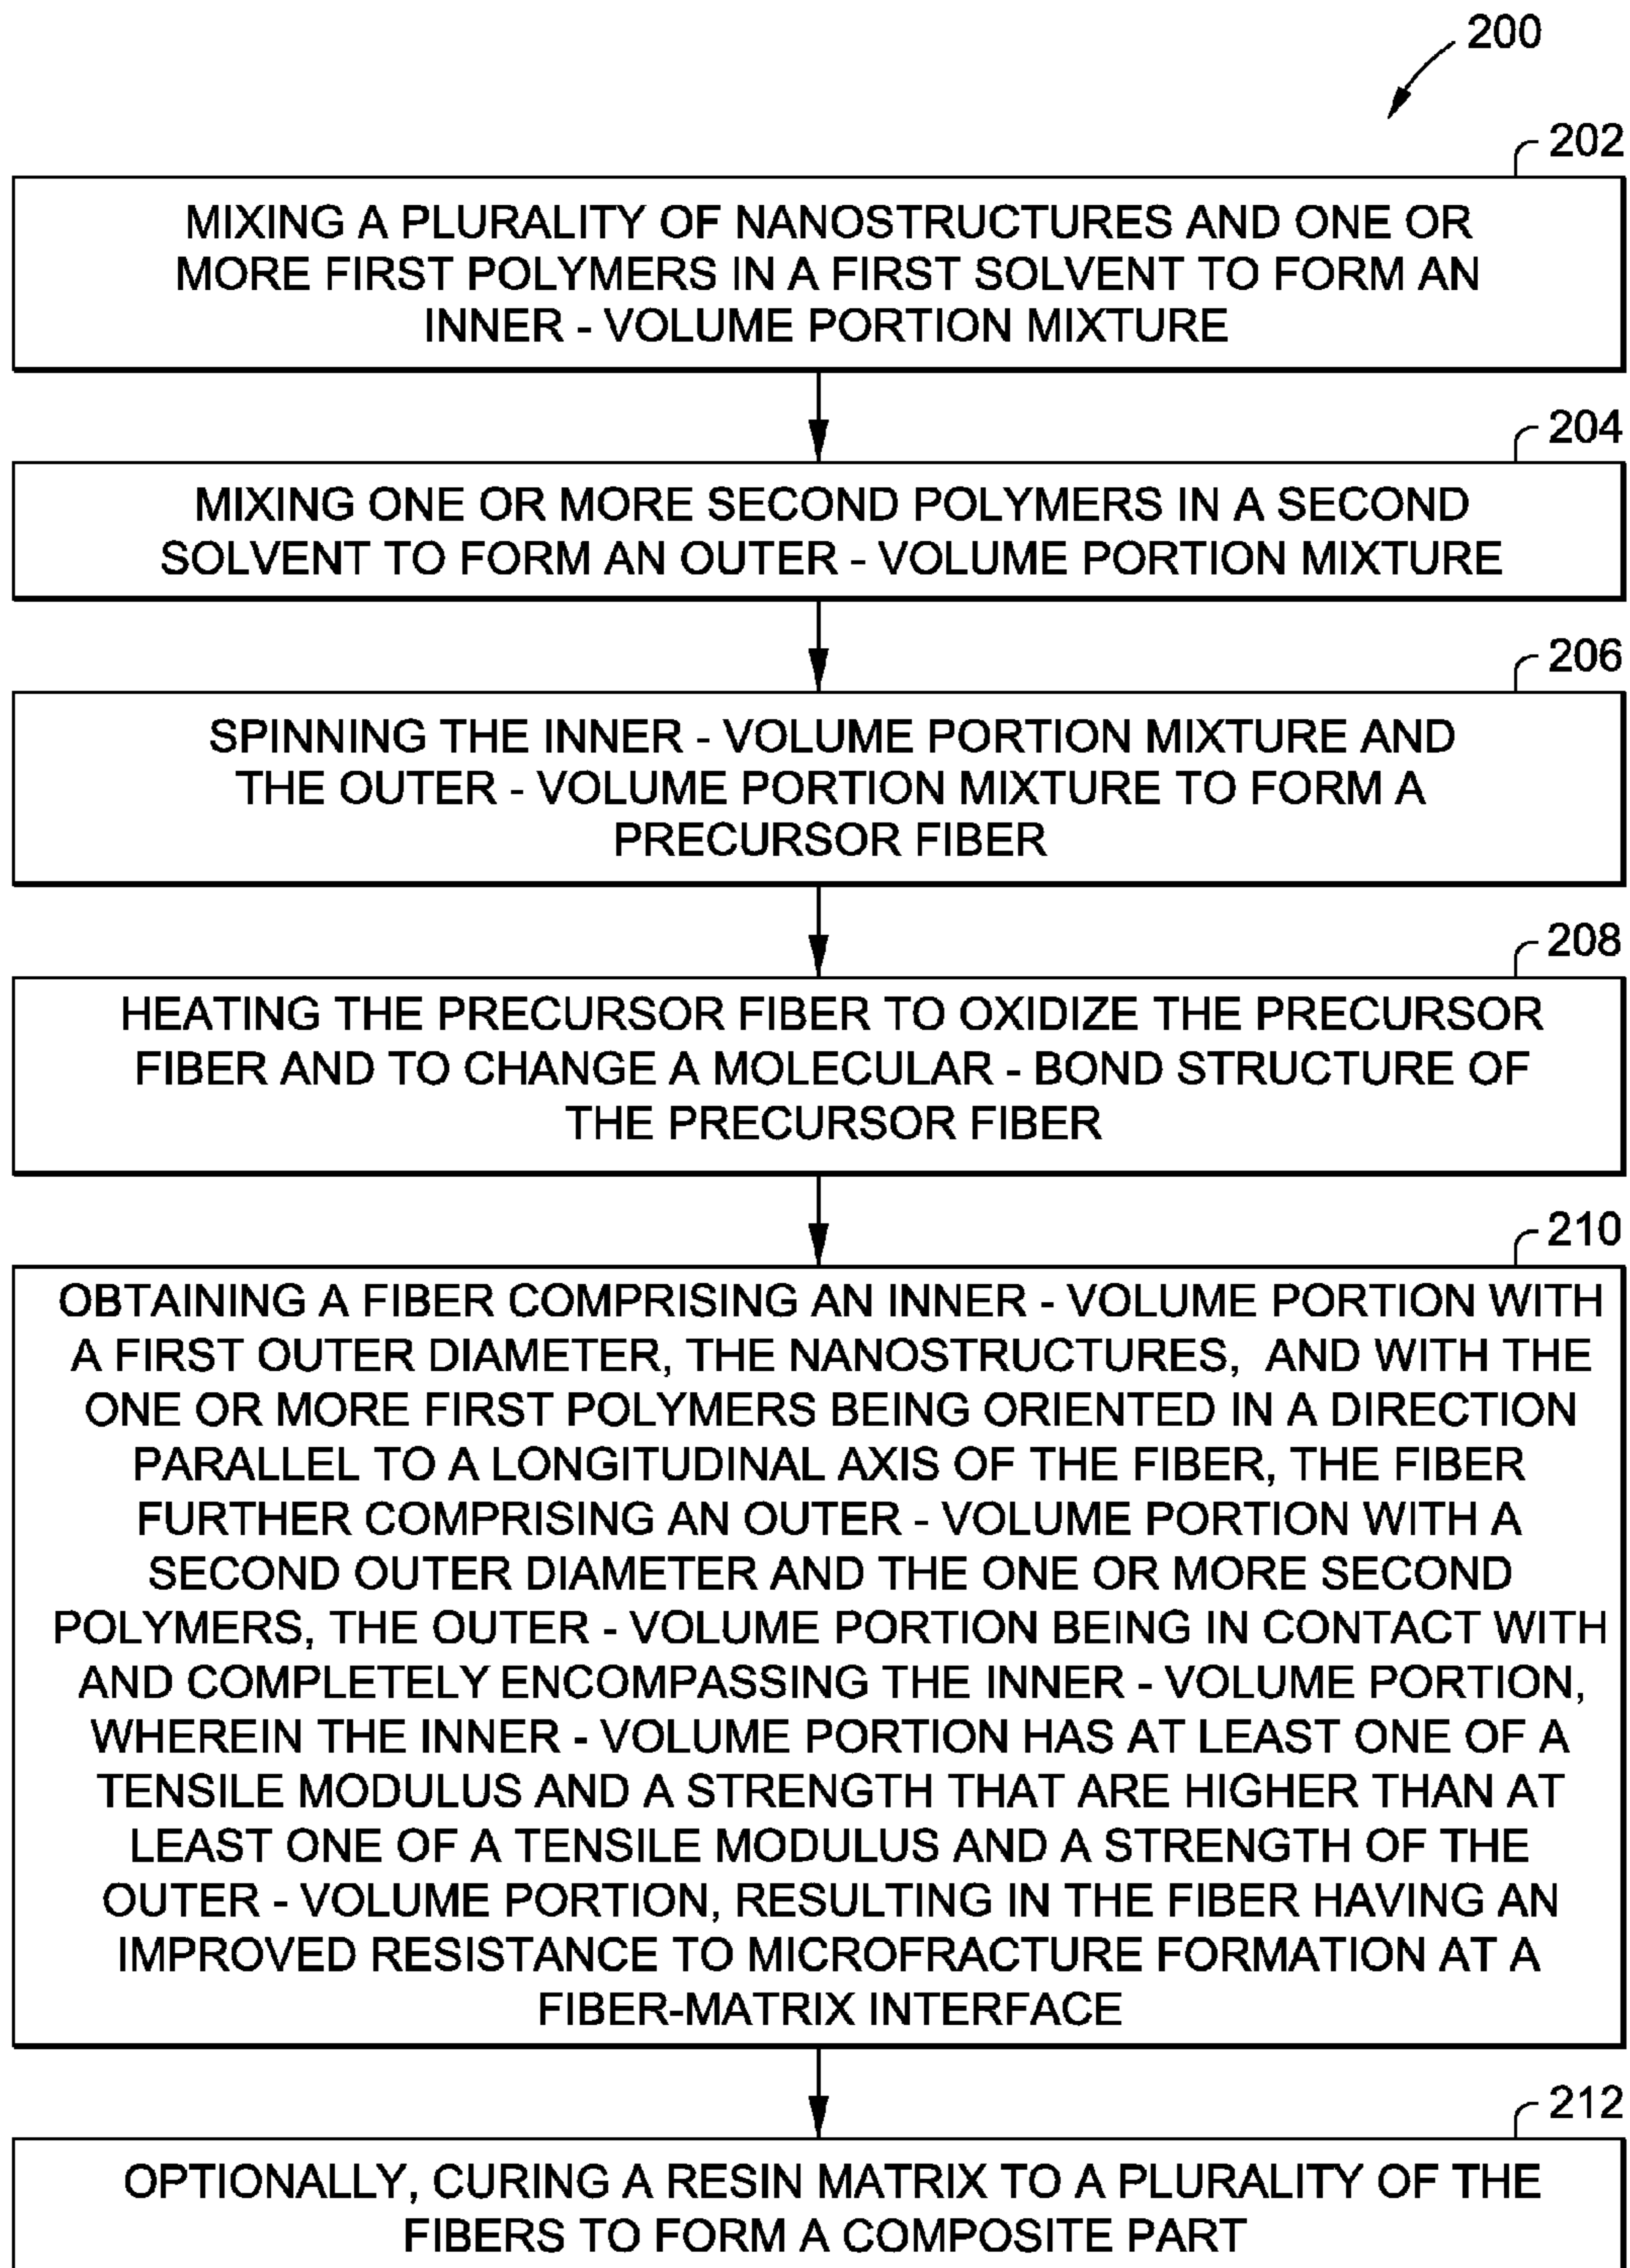 200
202
MIXING A PLURALITY OF NANOSTRUCTURES AND ONE OR
MORE FIRST POLYMERS IN A FIRST SOLVENT TO FORM AN
INNER - VOLUME PORTION MIXTURE
204
MIXING ONE OR MORE SECOND POLYMERS IN A SECOND
SOLVENT TO FORM AN OUTER - VOLUME PORTION MIXTURE
206
SPINNING THE INNER - VOLUME PORTION MIXTURE AND
THE OUTER - VOLUME PORTION MIXTURE TO FORM A
PRECURSOR FIBER
208
HEATING THE PRECURSOR FIBER TO OXIDIZE THE PRECURSOR
FIBER AND TO CHANGE A MOLECULAR - BOND STRUCTURE OF
THE PRECURSOR FIBER
210
OBTAINING A FIBER COMPRISING AN INNER - VOLUME PORTION WITH
A FIRST OUTER DIAMETER, THE NANOSTRUCTURES, AND WITH THE
ONE OR MORE FIRST POLYMERS BEING ORIENTED IN A DIRECTION
PARALLEL TO A LONGITUDINAL AXIS OF THE FIBER, THE FIBER
FURTHER COMPRISING AN OUTER - VOLUME PORTION WITH A
SECOND OUTER DIAMETER AND THE ONE OR MORE SECOND
POLYMERS, THE OUTER - VOLUME PORTION BEING IN CONTACT WITH
AND COMPLETELY ENCOMPASSING THE INNER - VOLUME PORTION,
WHEREIN THE INNER - VOLUME PORTION HAS AT LEAST ONE OF A
TENSILE MODULUS AND A STRENGTH THAT ARE HIGHER THAN AT
LEAST ONE OF A TENSILE MODULUS AND A STRENGTH OF THE
OUTER - VOLUME PORTION, RESULTING IN THE FIBER HAVING AN
IMPROVED RESISTANCE TO MICROFRACTURE FORMATION AT A
FIBER-MATRIX INTERFACE
212
OPTIONALLY, CURING A RESIN MATRIX TO A PLURALITY OF THE
FIBERS TO FORM A COMPOSITE PART